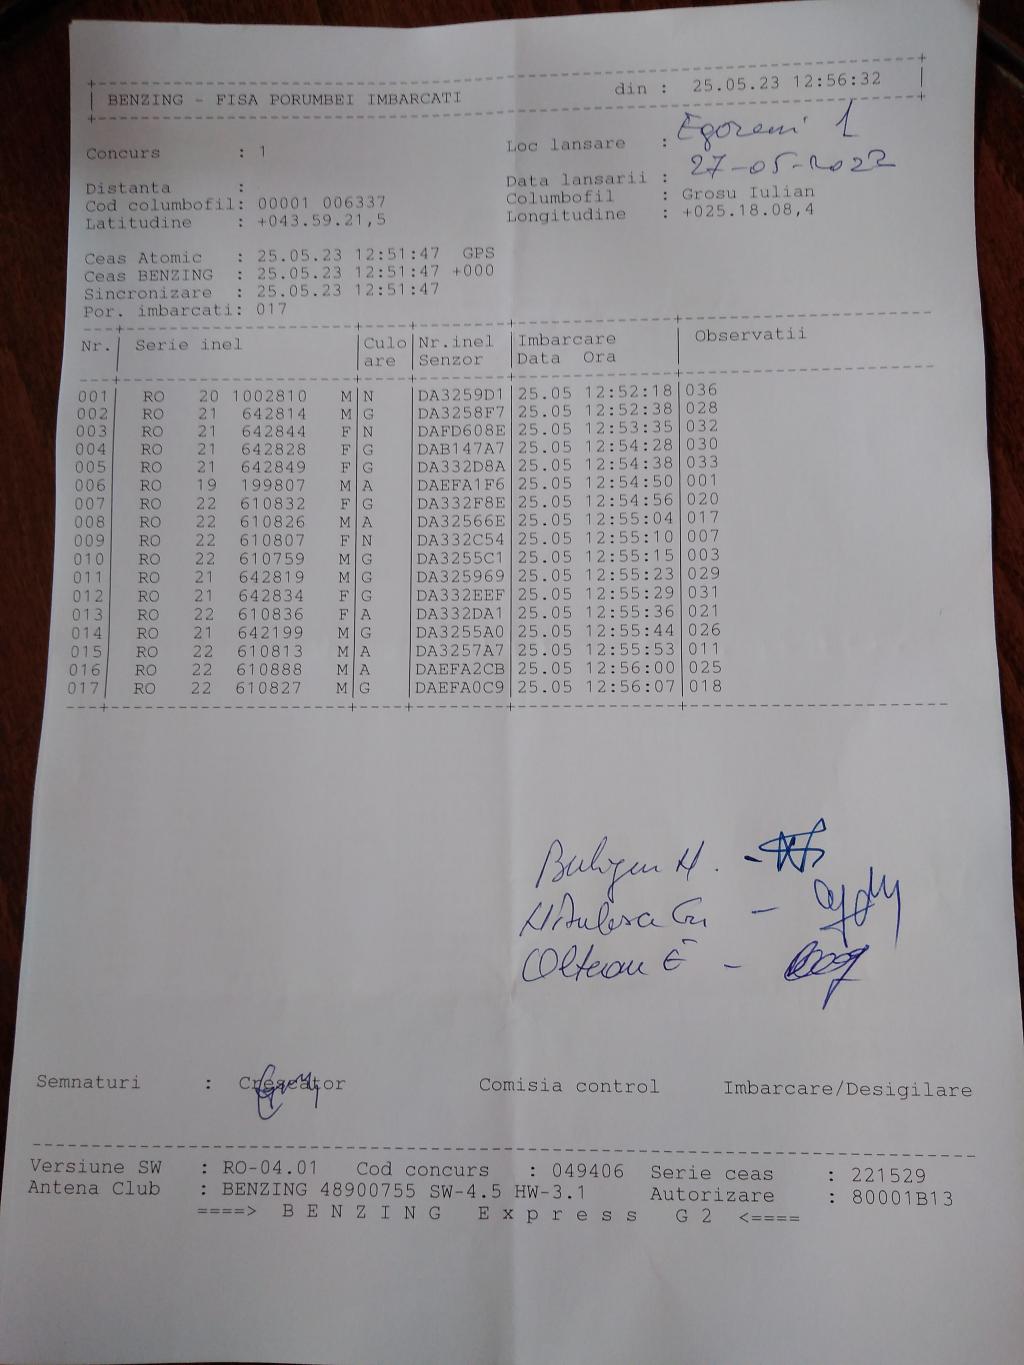 BENZING - FISA PORUMBEI IMBARCATI din : 25.05.23 12:56:32
Concurs : 1 Loc lansare : 1
Distanta : Data lansarii : 27-05-2023
Cod columbofil: 00001 006337 Columbofil : Grosu Iulian
Latitudine : +043.59.21,5 Longitudine : +025.18.08,4
Ceas Atomic : 25.05.23 12:51:47 GPS
Ceas BENZING : 25.05.23 12:51:47 +000
Sincronizare : 25.05.23 12:51:47
Por. imbarcati: 017
Nr. Serie inel Culo Nr.inel Imbarcare Observatii
are Senzor Data Ora
001 RO 20 1002810 M N DA3259D1 25.05 12:52:18 036
002 RO 21 642814 M G DA3258F7 25.05 12:52:38 028
003 RO 21 642844 F N DAFD608E 25.05 12:53:35 032
004 RO 21 642828 F G DAB147A7 25.05 12:54:28 030
005 RO 21 642849 F G DA332D8A 25.05 12:54:38 033
006 RO 19 199807 M A DAEFA1F6 25.05 12:54:50 001
007 RO 22 610832 F G DA332F8E 25.05 12:54:56 020
008 RO 22 610826 M A DA32566E 25.05 12:55:04 017
009 RO 22 610807 F N DA332C54 25.05 12:55:10 007
010 RO 22 610759 M G DA3255C1 25.05 12:55:15 003
011 RO 21 642819 M G DA325969 25.05 12:55:23 029
012 RO 21 642834 F G DA332EEF 25.05 12:55:29 031
013 RO 22 610836 F A DA332DA1 25.05 12:55:36 021
014 RO 21 642199 M G DA3255A0 25.05 12:55:44 026
015 RO 22 610813 M A DA3257A7 25.05 12:55:53 011
016 RO 22 610888 M A DAEFA2CB 25.05 12:56:00 025
017 RO 22 610827 M G DAEFA0C9 25.05 12:56:07 018
Semnaturi : Crescator Comisia control Imbarcare/Desigilare
Versiune SW : RO-04.01 Cod concurs : 049406 Serie ceas : 221529
Antena Club : BENZING 48900755 SW-4.5 HW-3.1 Autorizare : 80001B13
====> BENZING Express G2 <====